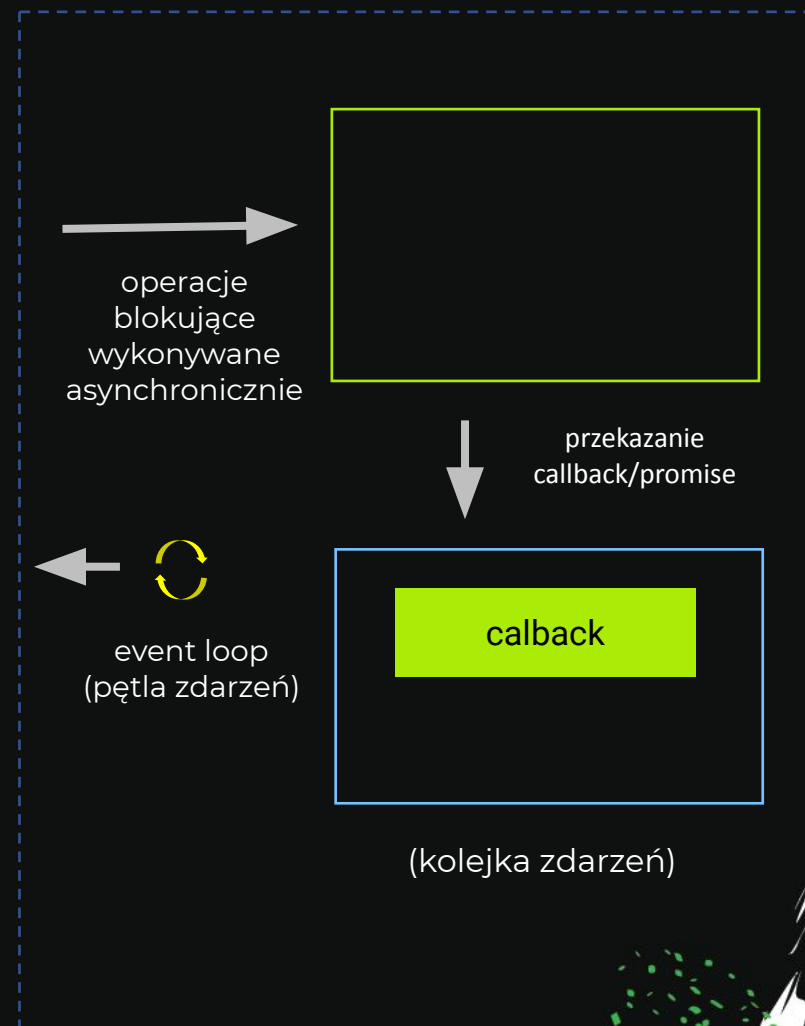 operacje
blokujące
wykonywane
asynchronicznie
przekazanie
callback/promise
event loop
(pętla zdarzeń)
calback
(kolejka zdarzeń)